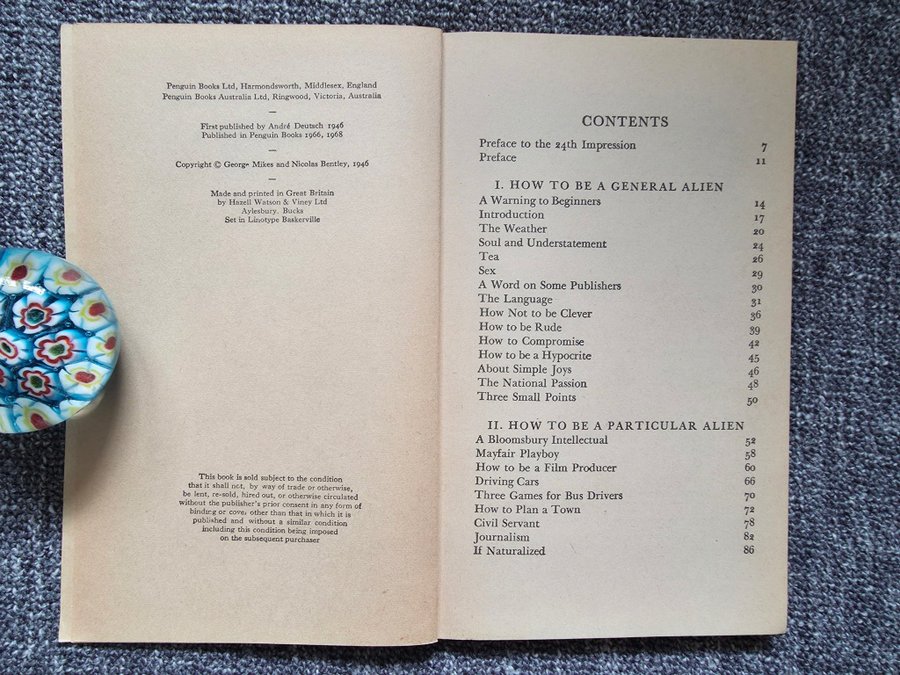 Penguin Books Ltd, Harmondsworth, Middlesex, England
Penguin Books Australia Ltd, Ringwood, Victoria, Australia
—
First published by André Deutsch 1946
Published in Penguin Books 1966, 1968
—
Copyright © George Mikes and Nicolas Bentley, 1946
—
Made and printed in Great Britain
by Hazell Watson & Viney Ltd
Aylesbury, Bucks
Set in Linotype Baskerville
This book is sold subject to the condition
that it shall not, by way of trade or otherwise,
be lent, re-sold, hired out, or otherwise circulated
without the publisher's prior consent in any form of
binding or cover other than that in which it is
published and without a similar condition
including this condition being imposed
on the subsequent purchaser
CONTENTS
Preface to the 24th Impression 7
Preface 11
I. HOW TO BE A GENERAL ALIEN
A Warning to Beginners 14
Introduction 17
The Weather 20
Soul and Understatement 24
Tea 26
Sex 29
A Word on Some Publishers 30
The Language 31
How Not to be Clever 36
How to be Rude 39
How to Compromise 42
How to be a Hypocrite 45
About Simple Joys 46
The National Passion 48
Three Small Points 50
II. HOW TO BE A PARTICULAR ALIEN
A Bloomsbury Intellectual 52
Mayfair Playboy 58
How to be a Film Producer 60
Driving Cars 66
Three Games for Bus Drivers 70
How to Plan a Town 72
Civil Servant 78
Journalism 82
If Naturalized 86